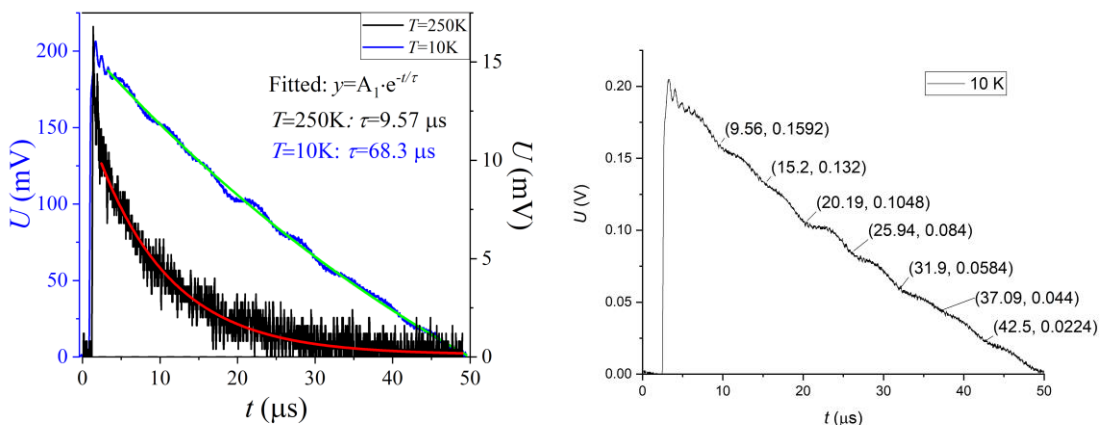 T=250K
T=10K
Fitted: y=A₁·e^-t/τ
T=250K: τ=9.57 μs
T=10K: τ=68.3 μs
200
150
100
50
0
U (mV)
15
10
5
0
U (mV)
0 10 20 30 40 50
t (μs)
10 K
0.20
0.15
0.10
0.05
0.00
U (V)
(9.56, 0.1592)
(15.2, 0.132)
(20.19, 0.1048)
(25.94, 0.084)
(31.9, 0.0584)
(37.09, 0.044)
(42.5, 0.0224)
0 10 20 30 40 50
t (μs)